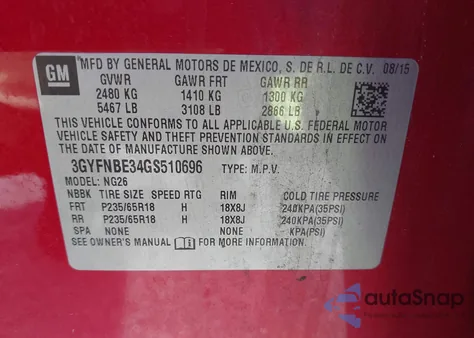 GM
MFD BY GENERAL MOTORS DE MEXICO, S. DE R.L. DE C.V. 08/15
GVWR GAWR FRT GAWR RR
2480 KG 1410 KG 1300 KG
5467 LB 3108 LB 2866 LB
THIS VEHICLE CONFORMS TO ALL APPLICABLE U.S. FEDERAL MOTOR
VEHICLE SAFETY AND THEFT PREVENTION STANDARDS IN EFFECT ON
THE DATE OF MANUFACTURE SHOWN ABOVE.
3GYFNBE34GS510696 TYPE: M.P.V.
MODEL: NG26
NBBK TIRE SIZE SPEED RTG RIM COLD TIRE PRESSURE
FRT P235/65R18 H 18X8J 240KPA(35PSI)
RR P235/65R18 H 18X8J 240KPA(35PSI)
SPA NONE NONE KPA(PSI)
SEE OWNER'S MANUAL FOR MORE INFORMATION.
autoSnap